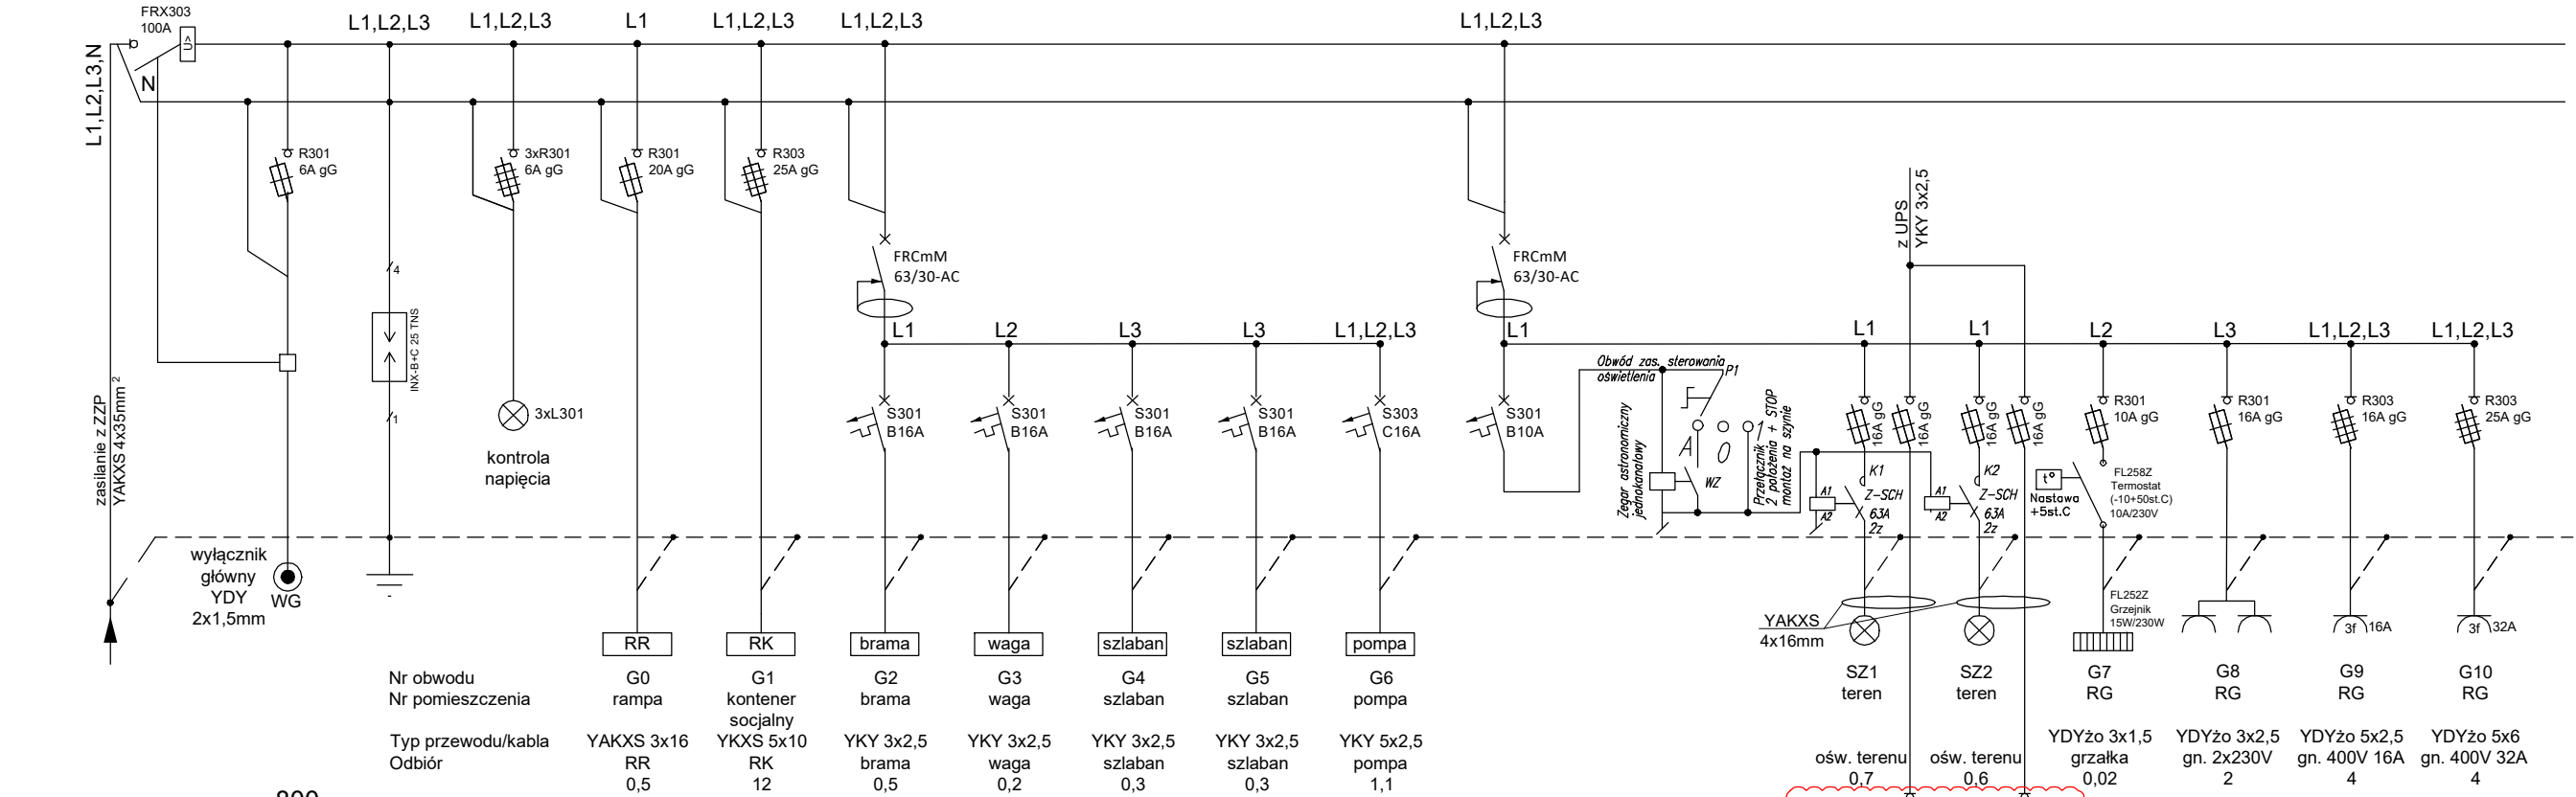 FRX303
100A
U>
L1,L2,L3
L1,L2,L3
L1
L1,L2,L3
L1,L2,L3
L1,L2,L3
L1,L2,L3,N
N
R301
6A gG
3xR301
6A gG
R301
20A gG
R303
25A gG
z UPS
YKY 3x2,5
FRCmM
63/30-AC
FRCmM
63/30-AC
4
INX-B+C 25 TNS
1
L1
L2
L3
L3
L1,L2,L3
L1
L1
L1
L2
L3
L1,L2,L3
L1,L2,L3
zasilanie z ZZP
YAKXS 4x35mm 2
3xL301
kontrola
napięcia
S301
B16A
S301
B16A
S301
B16A
S301
B16A
S303
C16A
S301
B10A
Obwód zas. sterowania
oświetlenia
P1
Zegar astronomiczny
jednokanałowy
A
0
1
WZ
Przełącznik
2 położenia + STOP
montaż na szynie
16A gG
16A gG
16A gG
16A gG
R301
10A gG
R301
16A gG
R303
16A gG
R303
25A gG
A1
A2
K1
Z-SCH
63A
2z
A1
A2
K2
Z-SCH
63A
2z
t°
Nastawa
+5st.C
FL258Z
Termostat
(-10+50st.C)
10A/230V
wyłącznik
główny
YDY
2x1,5mm
WG
-
YAKXS
4x16mm
FL252Z
Grzejnik
15W/230W
3f 16A
3f 32A
RR
RK
brama
waga
szlaban
szlaban
pompa
Nr obwodu
G0
G1
G2
G3
G4
G5
G6
SZ1
SZ2
G7
G8
G9
G10
Nr pomieszczenia
rampa
kontener
socjalny
brama
waga
szlaban
szlaban
pompa
teren
teren
RG
RG
RG
RG
Typ przewodu/kabla
YAKXS 3x16
YKXS 5x10
YKY 3x2,5
YKY 3x2,5
YKY 3x2,5
YKY 3x2,5
YKY 5x2,5
YDYżo 3x1,5
YDYżo 3x2,5
YDYżo 5x2,5
YDYżo 5x6
Odbiór
RR
RK
brama
waga
szlaban
szlaban
pompa
ośw. terenu
ośw. terenu
grzałka
gn. 2x230V
gn. 400V 16A
gn. 400V 32A
0,5
12
0,5
0,2
0,3
0,3
1,1
0,7
0,6
0,02
2
4
4